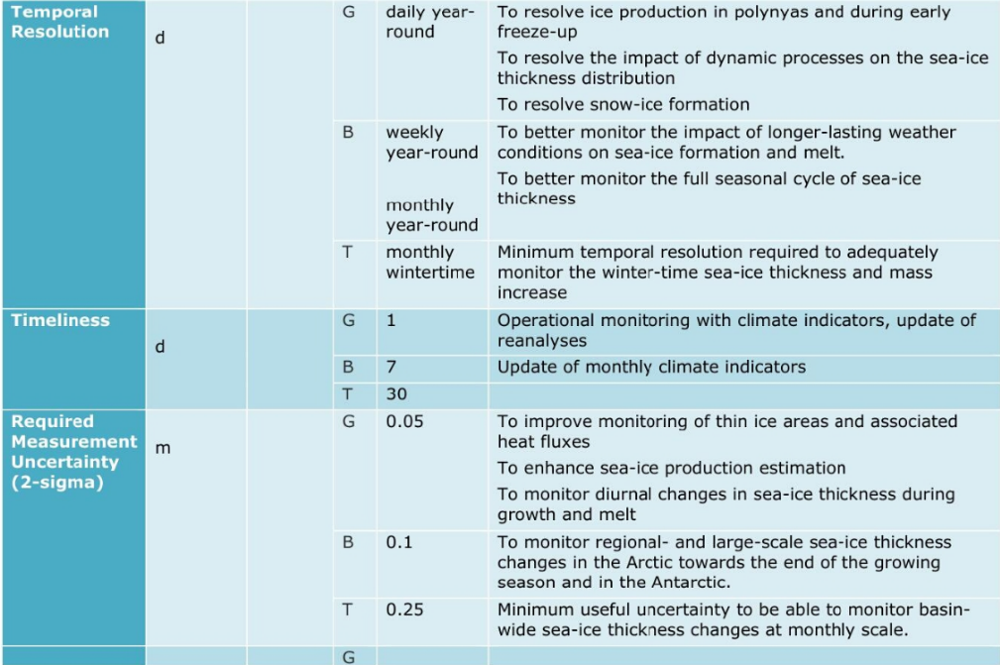 Temporal Resolution
d
G
daily year-round
To resolve ice production in polynyas and during early freeze-up
To resolve the impact of dynamic processes on the sea-ice thickness distribution
To resolve snow-ice formation
B
weekly year-round
monthly year-round
To better monitor the impact of longer-lasting weather conditions on sea-ice formation and melt.
To better monitor the full seasonal cycle of sea-ice thickness
T
monthly wintertime
Minimum temporal resolution required to adequately monitor the winter-time sea-ice thickness and mass increase
Timeliness
d
G
1
Operational monitoring with climate indicators, update of reanalyses
B
7
Update of monthly climate indicators
T
30
Required Measurement Uncertainty (2-sigma)
m
G
0.05
To improve monitoring of thin ice areas and associated heat fluxes
To enhance sea-ice production estimation
To monitor diurnal changes in sea-ice thickness during growth and melt
B
0.1
To monitor regional- and large-scale sea-ice thickness changes in the Arctic towards the end of the growing season and in the Antarctic.
T
0.25
Minimum useful uncertainty to be able to monitor basin-wide sea-ice thickness changes at monthly scale.
G